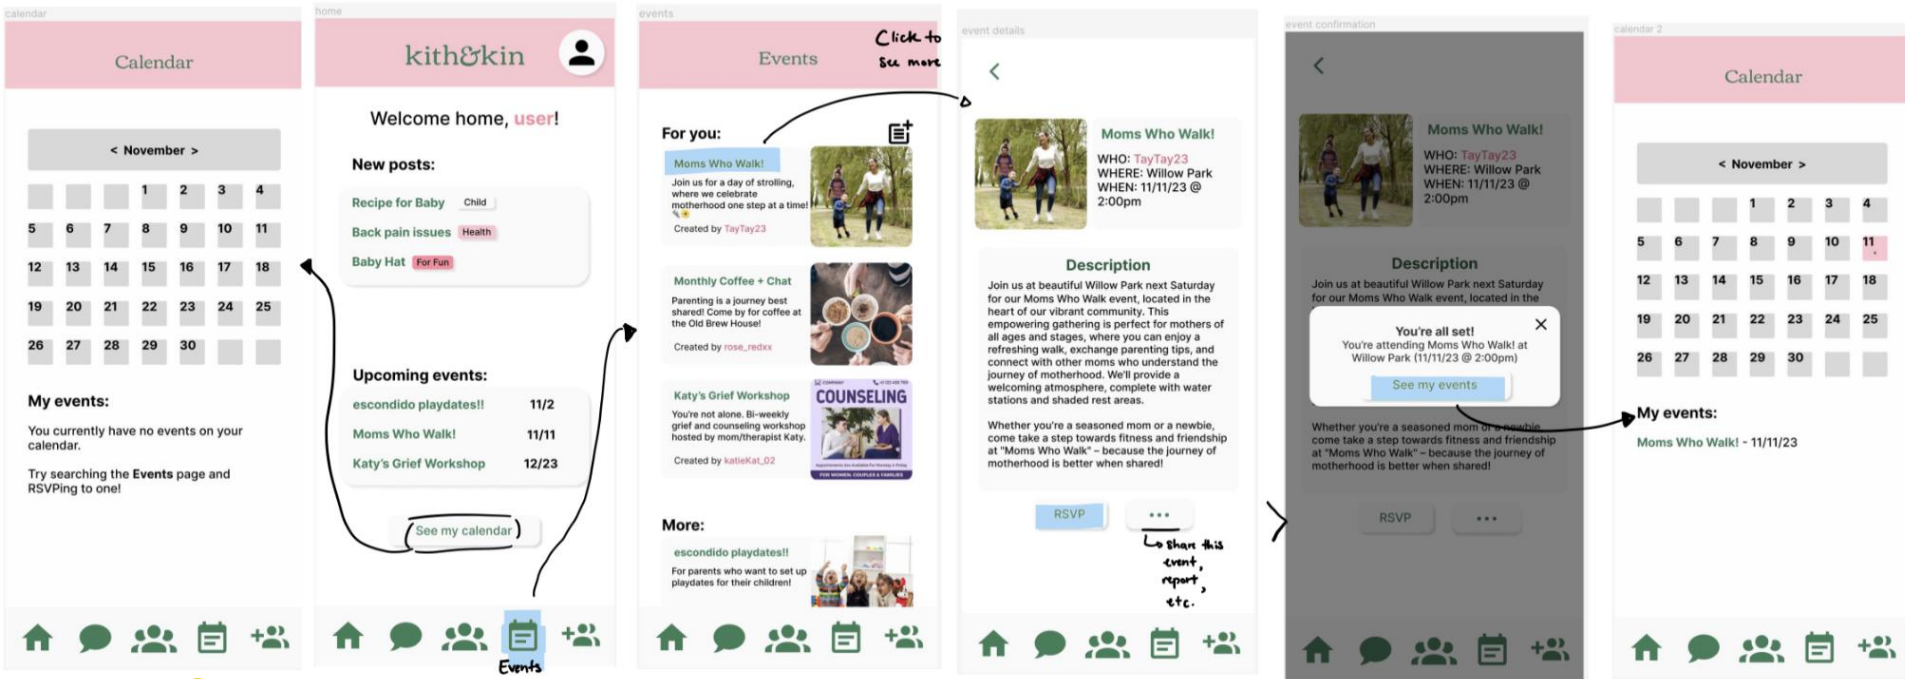 calendar
Calendar
< November >
1 2 3 4
5 6 7 8 9 10 11
12 13 14 15 16 17 18
19 20 21 22 23 24 25
26 27 28 29 30
My events:
You currently have no events on your
calendar.
Try searching the Events page and
RSVPing to one!
home
kith&kin
Welcome home, user!
New posts:
Recipe for Baby Child
Back pain issues Health
Baby Hat For Fun
Upcoming events:
escondido playdates!! 11/2
Moms Who Walk! 11/11
Katy's Grief Workshop 12/23
See my calendar
Events
events
Events
Click to
see more
For you:
Moms Who Walk!
Join us for a day of strolling,
where we celebrate
motherhood one step at a time!
Created by TayTay23
Monthly Coffee + Chat
Parenting is a journey best
shared! Come by for coffee at
the Old Brew House!
Created by rose_redxx
Katy's Grief Workshop
You're not alone. Bi-weekly
grief and counseling workshop
hosted by mom/therapist Katy.
Created by katieKat_02
COMPANY
COUNSELING
FOR WOMEN, COUPLES & FAMILIES
More:
escondido playdates!!
For parents who want to set up
playdates for their children!
event details
Moms Who Walk!
WHO: TayTay23
WHERE: Willow Park
WHEN: 11/11/23 @
2:00pm
Description
Join us at beautiful Willow Park next Saturday
for our Moms Who Walk event, located in the
heart of our vibrant community. This
empowering gathering is perfect for mothers of
all ages and stages, where you can enjoy a
refreshing walk, exchange parenting tips, and
connect with other moms who understand the
journey of motherhood. We'll provide a
welcoming atmosphere, complete with water
stations and shaded rest areas.
Whether you're a seasoned mom or a newbie,
come take a step towards fitness and friendship
at "Moms Who Walk" – because the journey of
motherhood is better when shared!
RSVP
share this
event,
report,
etc.
event confirmation
Moms Who Walk!
WHO: TayTay23
WHERE: Willow Park
WHEN: 11/11/23 @
2:00pm
Description
Join us at beautiful Willow Park next Saturday
for our Moms Who Walk event, located in the
You're all set!
You're attending Moms Who Walk! at
Willow Park (11/11/23 @ 2:00pm)
See my events
Whether you're a seasoned mom or a newbie,
come take a step towards fitness and friendship
at "Moms Who Walk" – because the journey of
motherhood is better when shared!
RSVP
calendar 2
Calendar
< November >
1 2 3 4
5 6 7 8 9 10 11
12 13 14 15 16 17 18
19 20 21 22 23 24 25
26 27 28 29 30
My events:
Moms Who Walk! - 11/11/23